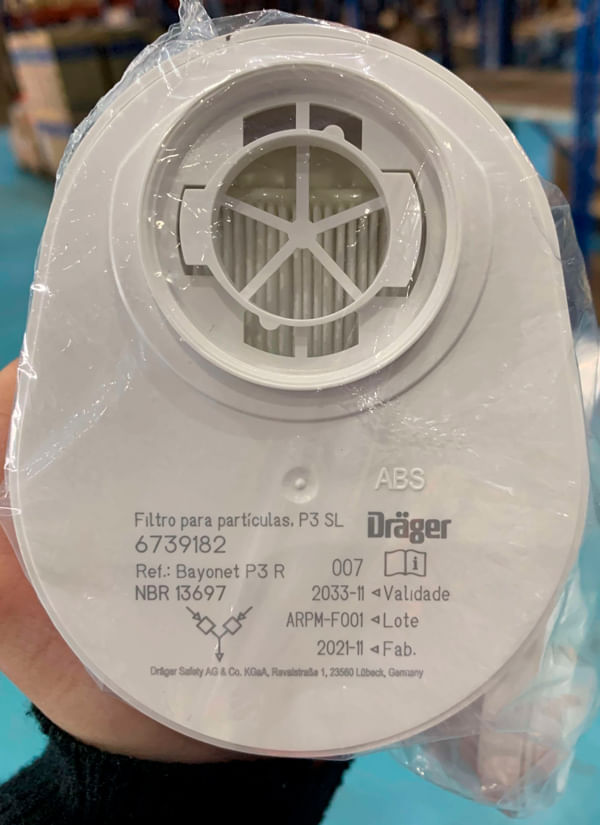 ABS
Filtro para partículas, P3 SL
Dräger
6739182
Ref.: Bayonet P3 R
007
NBR 13697
2033-11 ◄Validade
ARPM-F001 ◄Lote
2021-11 ◄Fab.
Dräger Safety AG & Co. KGaA, Revalstraße 1, 23560 Lübeck, Germany